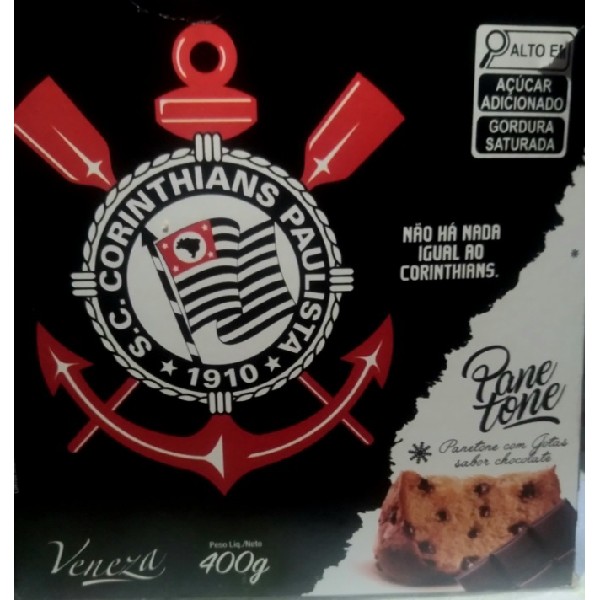 ALTO EM
AÇÚCAR
ADICIONADO
GORDURA
SATURADA
S.C. CORINTHIANS PAULISTA
1910
NÃO HÁ NADA
IGUAL AO
CORINTHIANS.
Pane
tone
Panetone com Gotas
sabor chocolate
Veneza
Peso Líq./Neto
400g